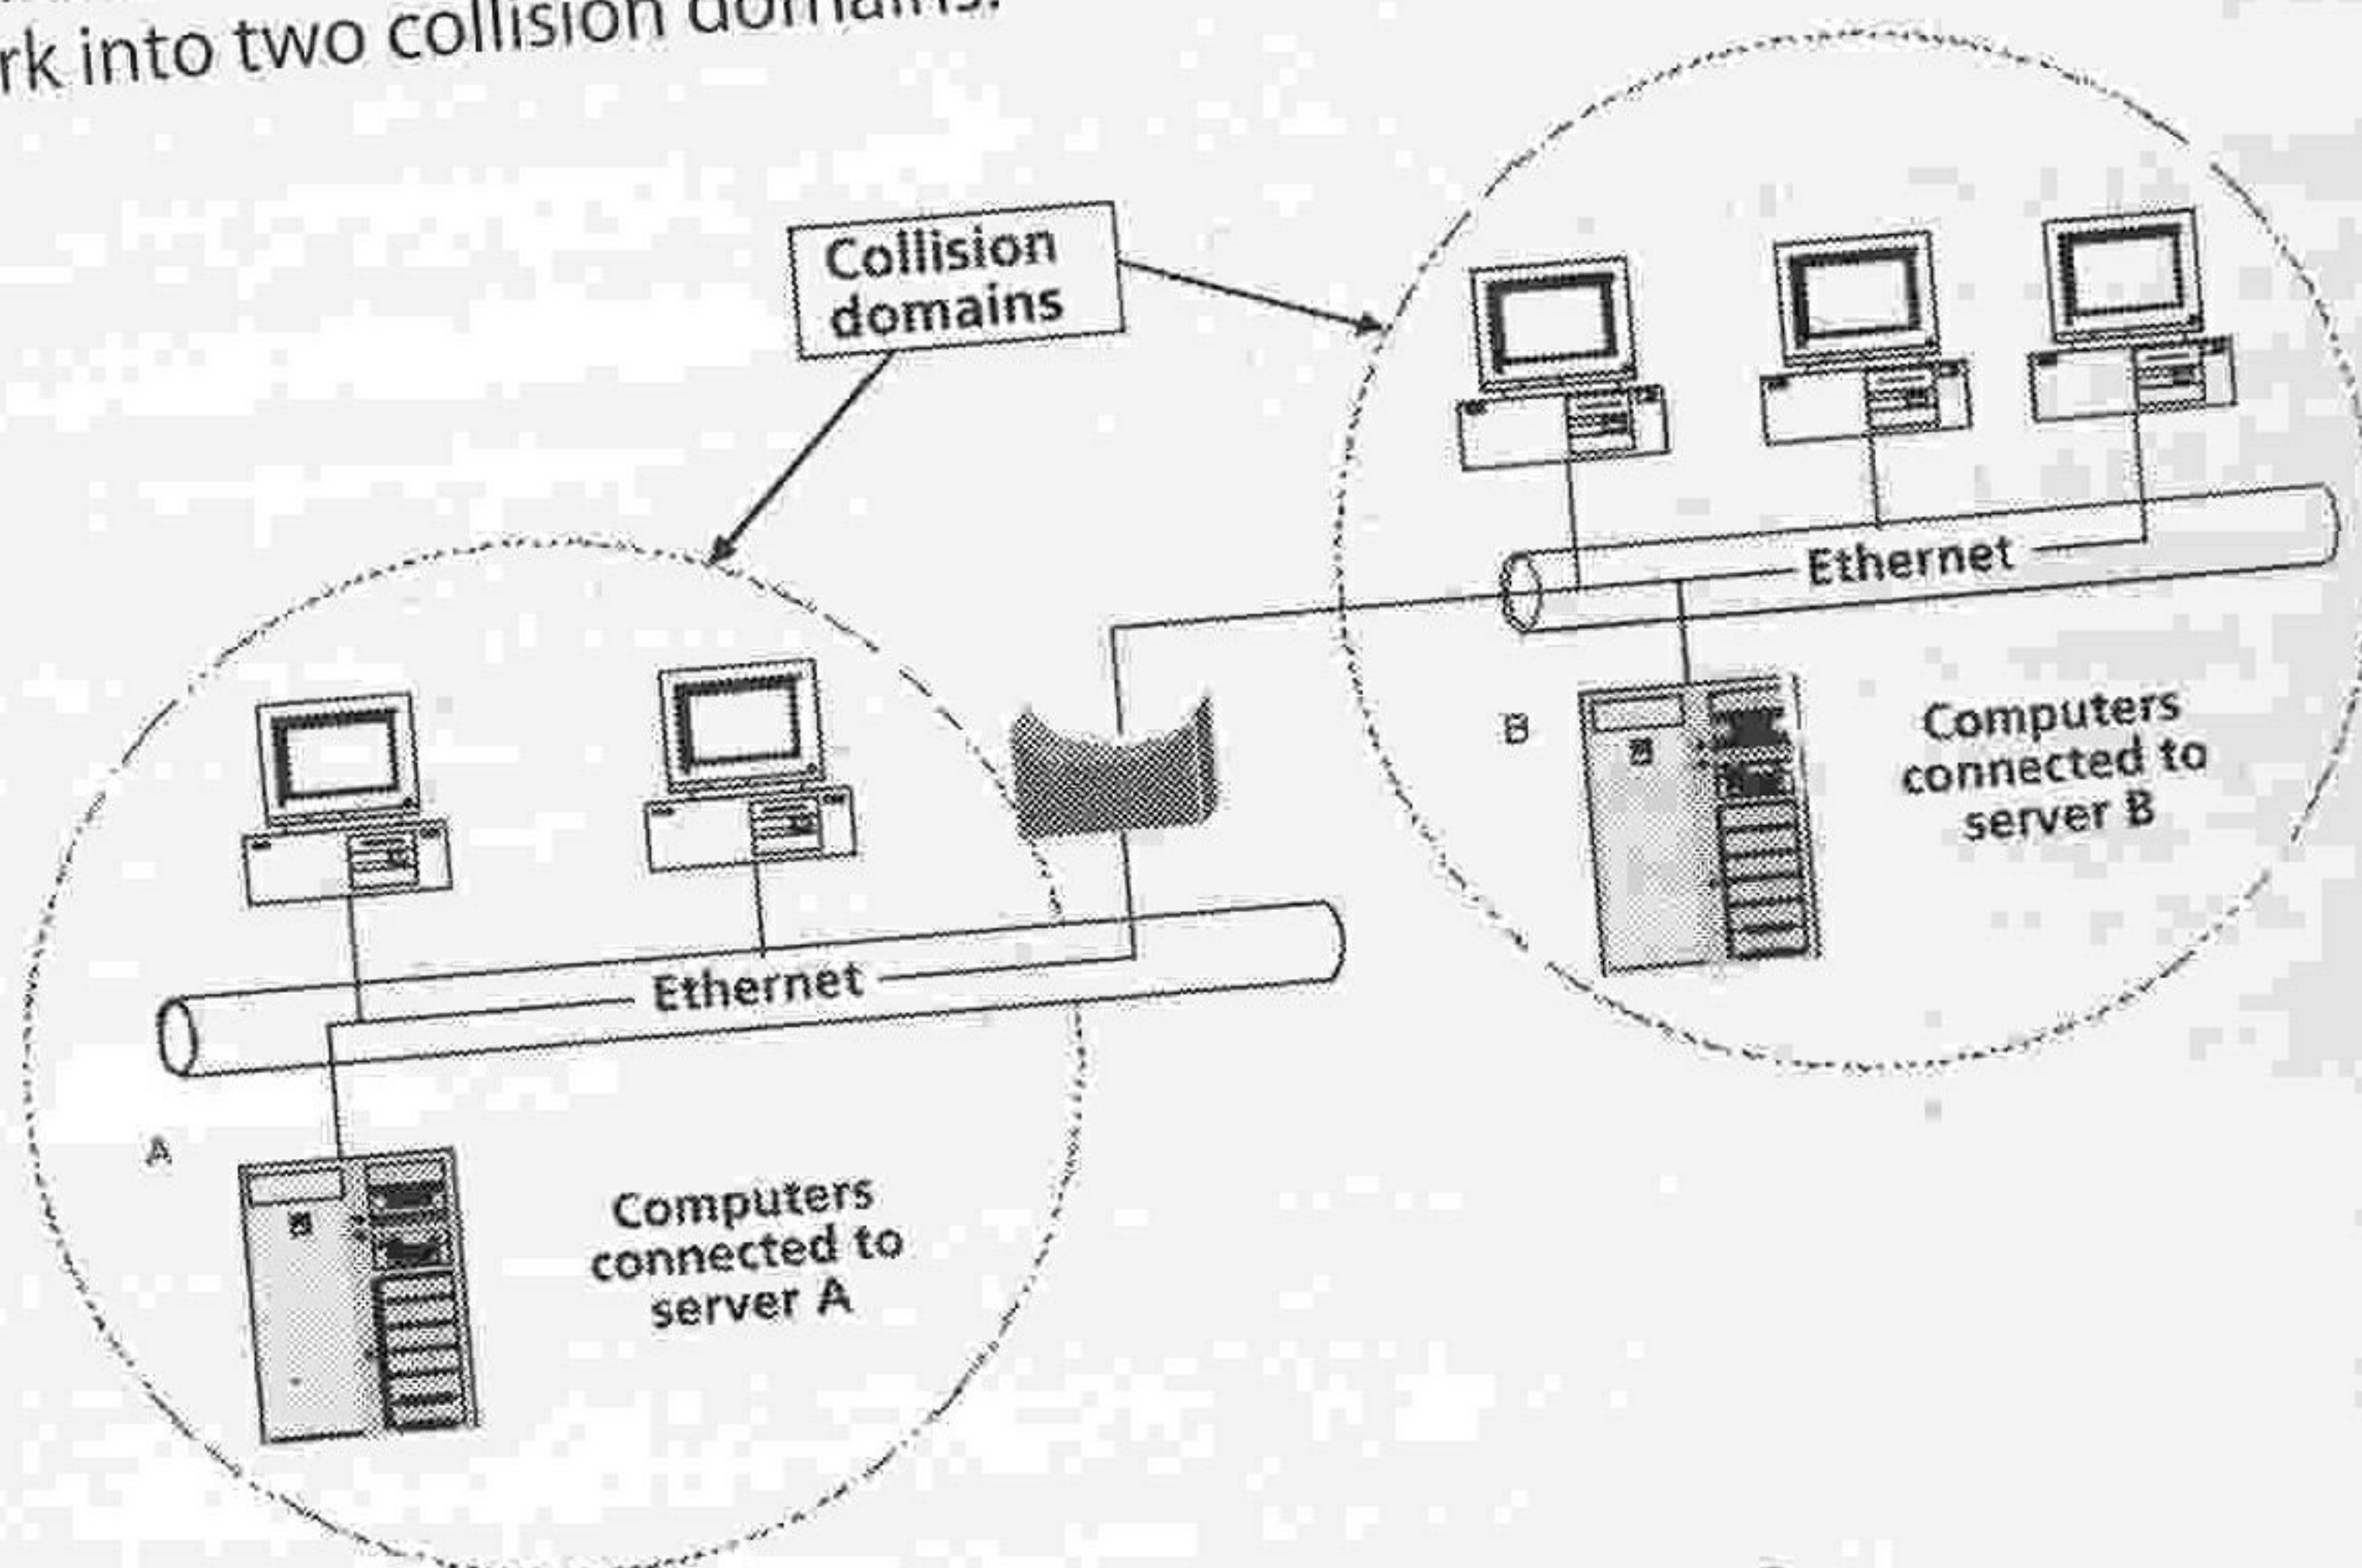 rk into two collision domains.
Collision
domains
Ethernet
B
Computers
connected to
server B
Ethernet
A
Computers
connected to
server A